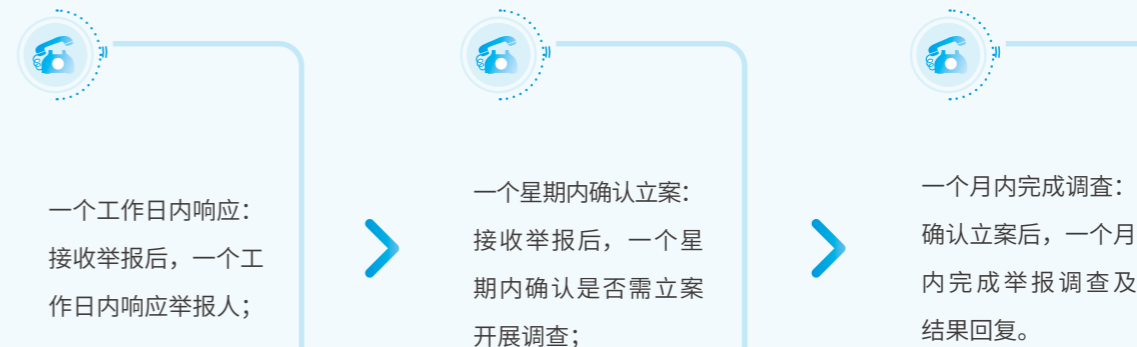 一个工作日内响应：
接收举报后，一个工
作日内响应举报人；
一个星期内确认立案：
接收举报后，一个星
期内确认是否需立案
开展调查；
一个月内完成调查：
确认立案后，一个月
内完成举报调查及
结果回复。